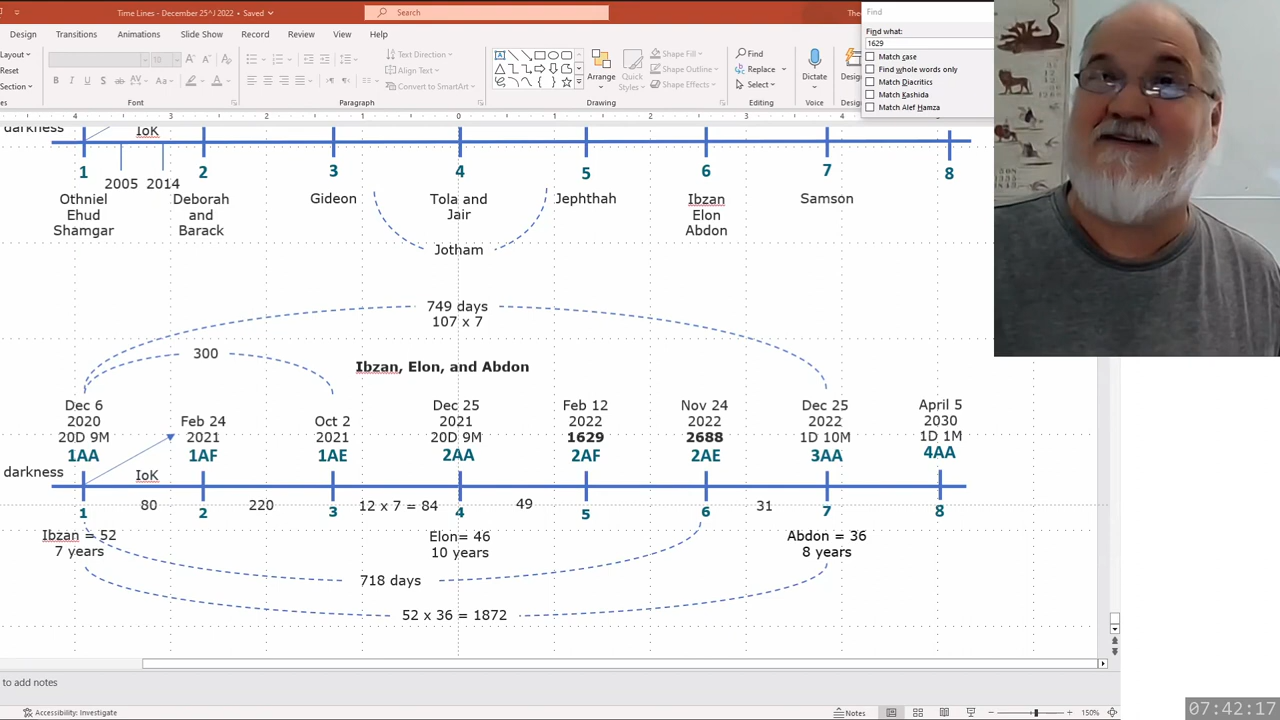 Time Lines - December 25^J 2022 • Saved
Search
The
Find
Find what:
1629
Match case
Find whole words only
Match Diacritics
Match Kashida
Match Alef Hamza
Design
Transitions
Animations
Slide Show
Record
Review
View
Help
Layout
Reset
Section
Font
Text Direction
Align Text
Convert to SmartArt
Paragraph
Arrange
Quick
Styles
Shape Fill
Shape Outline
Shape Effects
Drawing
Find
Replace
Select
Editing
Dictate
Voice
darkness
IoK
1
2
3
4
5
6
7
8
2005
2014
Othniel
Ehud
Shamgar
Deborah
and
Barack
Gideon
Tola and
Jair
Jotham
Jephthah
Ibzan
Elon
Abdon
Samson
749 days
107 x 7
300
Ibzan, Elon, and Abdon
Dec 6
2020
20D 9M
1AA
Feb 24
2021
1AF
Oct 2
2021
1AE
Dec 25
2021
20D 9M
2AA
Feb 12
2022
1629
2AF
Nov 24
2022
2688
2AE
Dec 25
2022
1D 10M
3AA
April 5
2030
1D 1M
4AA
darkness
IoK
80
220
12 x 7 = 84
49
31
1
2
3
4
5
6
7
8
Ibzan = 52
7 years
Elon= 46
10 years
Abdon = 36
8 years
718 days
52 x 36 = 1872
to add notes
Accessibility: Investigate
Notes
150%
07:42:17